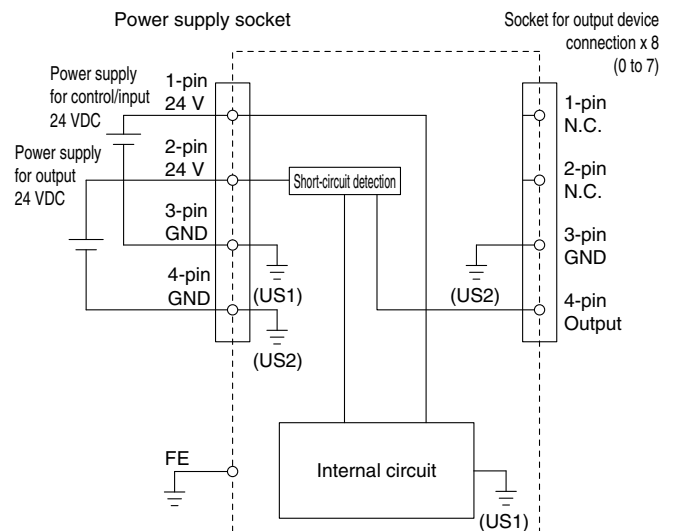 Power supply socket
Socket for output device
connection x 8
(0 to 7)
Power supply
for control/input
24 VDC
1-pin
24 V
1-pin
N.C.
Power supply
for output
24 VDC
2-pin
24 V
Short-circuit detection
2-pin
N.C.
3-pin
GND
(US1)
3-pin
GND
(US2)
4-pin
GND
(US2)
4-pin
Output
FE
Internal circuit
(US1)